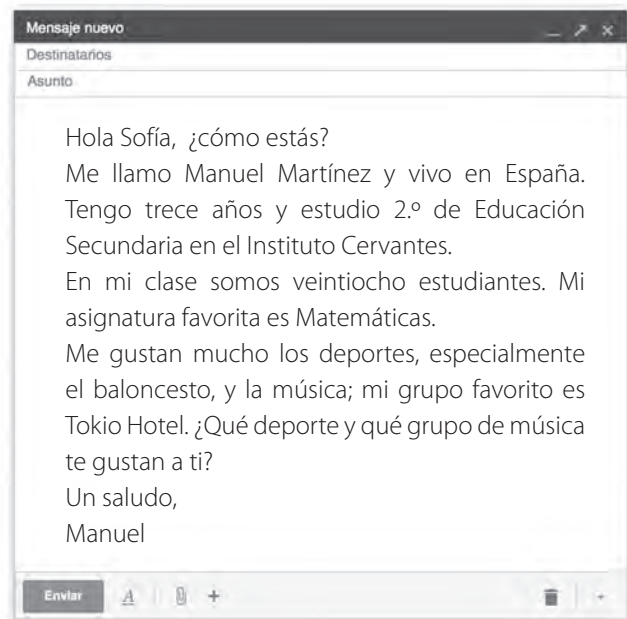 Mensaje nuevo
Destinatarios
Asunto
Hola Sofía, ¿cómo estás?
Me llamo Manuel Martínez y vivo en España.
Tengo trece años y estudio 2.º de Educación
Secundaria en el Instituto Cervantes.
En mi clase somos veintiocho estudiantes. Mi
asignatura favorita es Matemáticas.
Me gustan mucho los deportes, especialmente
el baloncesto, y la música; mi grupo favorito es
Tokio Hotel. ¿Qué deporte y qué grupo de música
te gustan a ti?
Un saludo,
Manuel
Enviar A